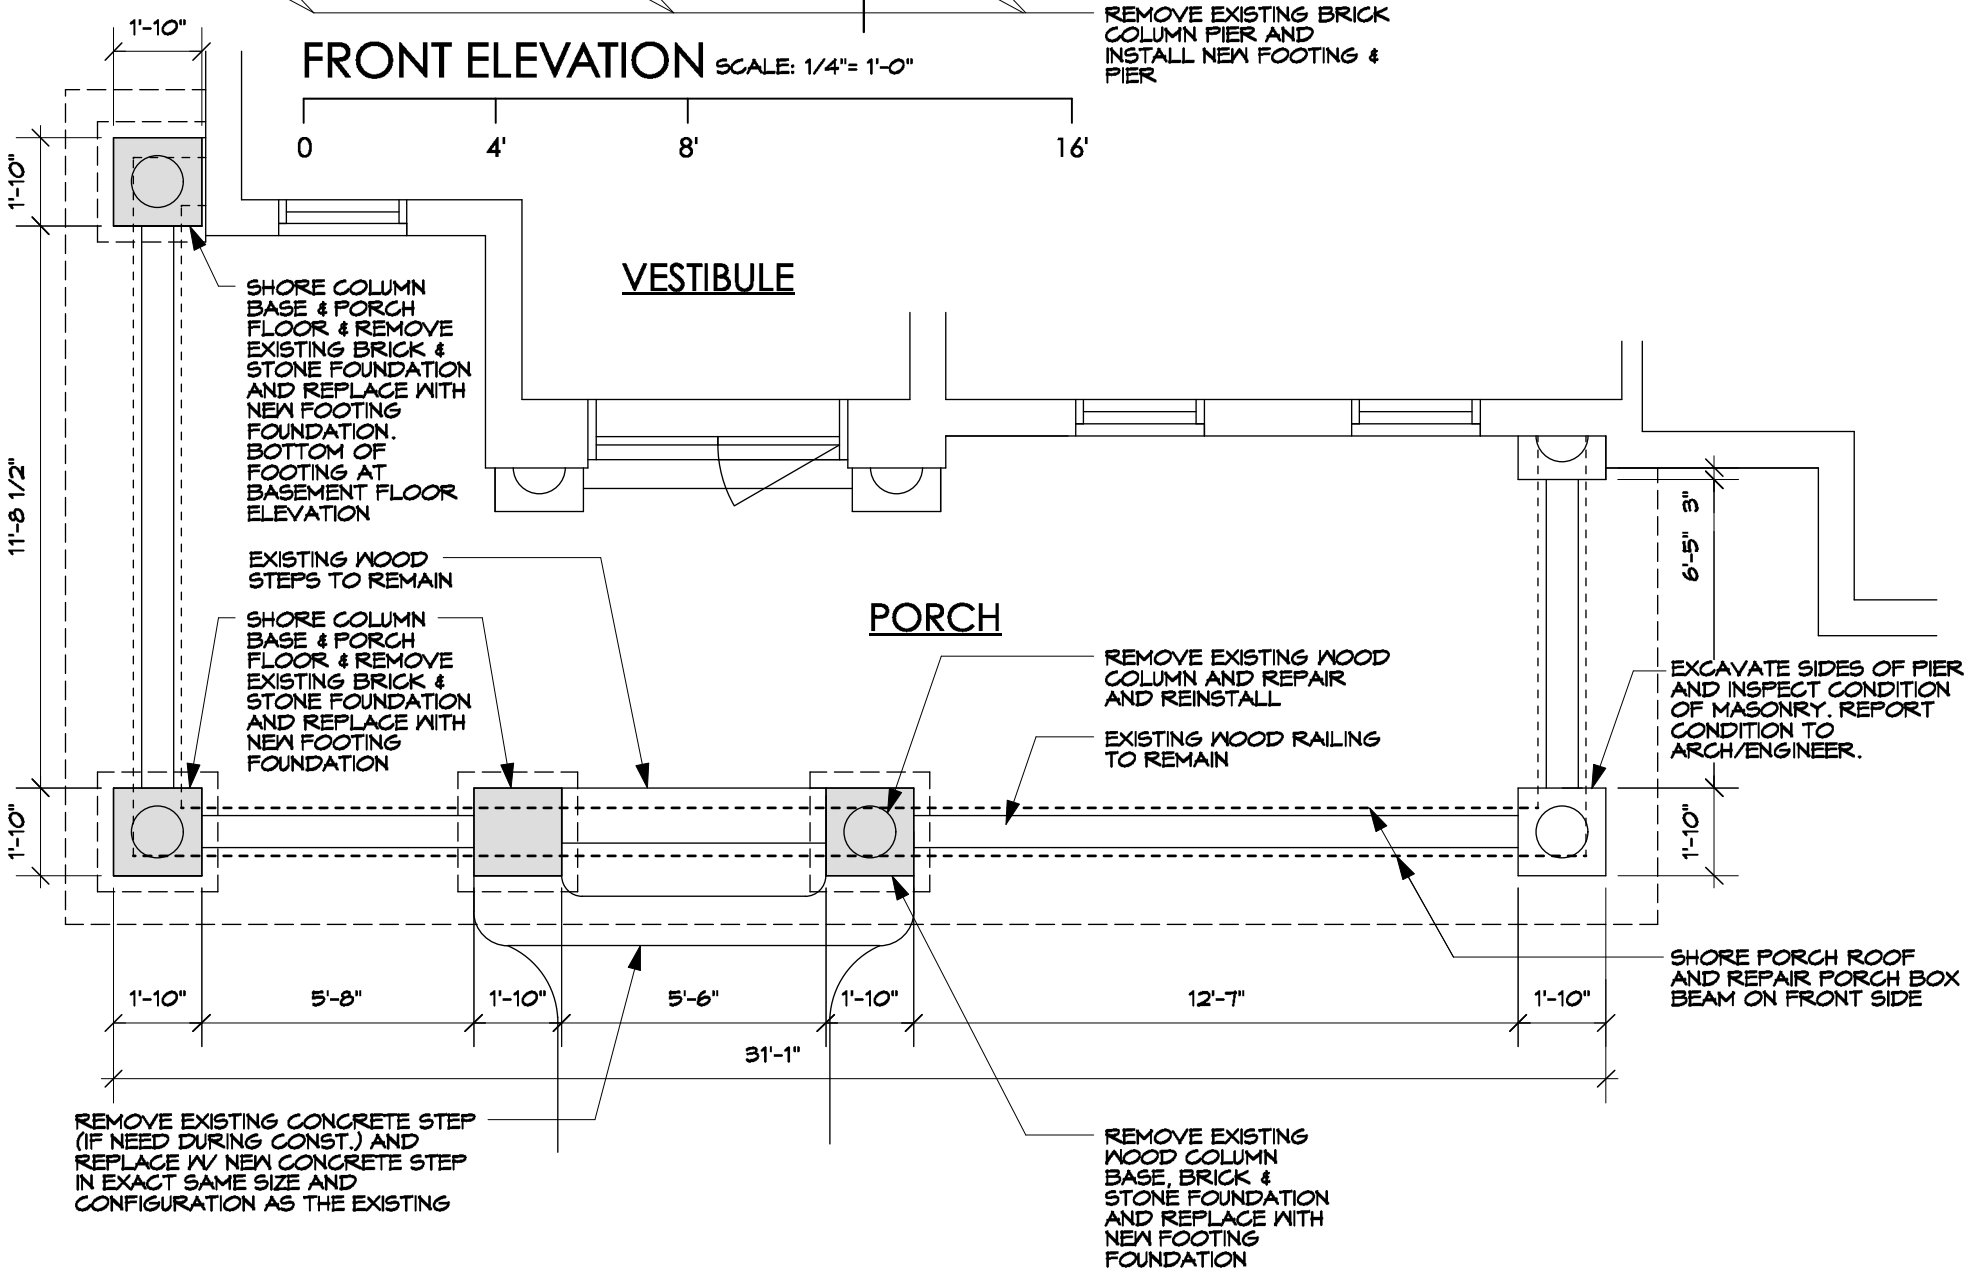 REMOVE EXISTING BRICK
COLUMN PIER AND
INSTALL NEW FOOTING &
PIER
FRONT ELEVATION SCALE: 1/4"= 1'-0"
0 4' 8' 16'
1'-10"
1'-10"
11'-8 1/2"
1'-10"
VESTIBULE
SHORE COLUMN
BASE & PORCH
FLOOR & REMOVE
EXISTING BRICK &
STONE FOUNDATION
AND REPLACE WITH
NEW FOOTING
FOUNDATION.
BOTTOM OF
FOOTING AT
BASEMENT FLOOR
ELEVATION
EXISTING WOOD
STEPS TO REMAIN
SHORE COLUMN
BASE & PORCH
FLOOR & REMOVE
EXISTING BRICK &
STONE FOUNDATION
AND REPLACE WITH
NEW FOOTING
FOUNDATION
PORCH
REMOVE EXISTING WOOD
COLUMN AND REPAIR
AND REINSTALL
EXISTING WOOD RAILING
TO REMAIN
3"
6'-5"
1'-10"
EXCAVATE SIDES OF PIER
AND INSPECT CONDITION
OF MASONRY. REPORT
CONDITION TO
ARCH/ENGINEER.
SHORE PORCH ROOF
AND REPAIR PORCH BOX
BEAM ON FRONT SIDE
1'-10" 5'-8" 1'-10" 5'-6" 1'-10" 12'-7" 1'-10"
31'-1"
REMOVE EXISTING CONCRETE STEP
(IF NEED DURING CONST.) AND
REPLACE W/ NEW CONCRETE STEP
IN EXACT SAME SIZE AND
CONFIGURATION AS THE EXISTING
REMOVE EXISTING
WOOD COLUMN
BASE, BRICK &
STONE FOUNDATION
AND REPLACE WITH
NEW FOOTING
FOUNDATION